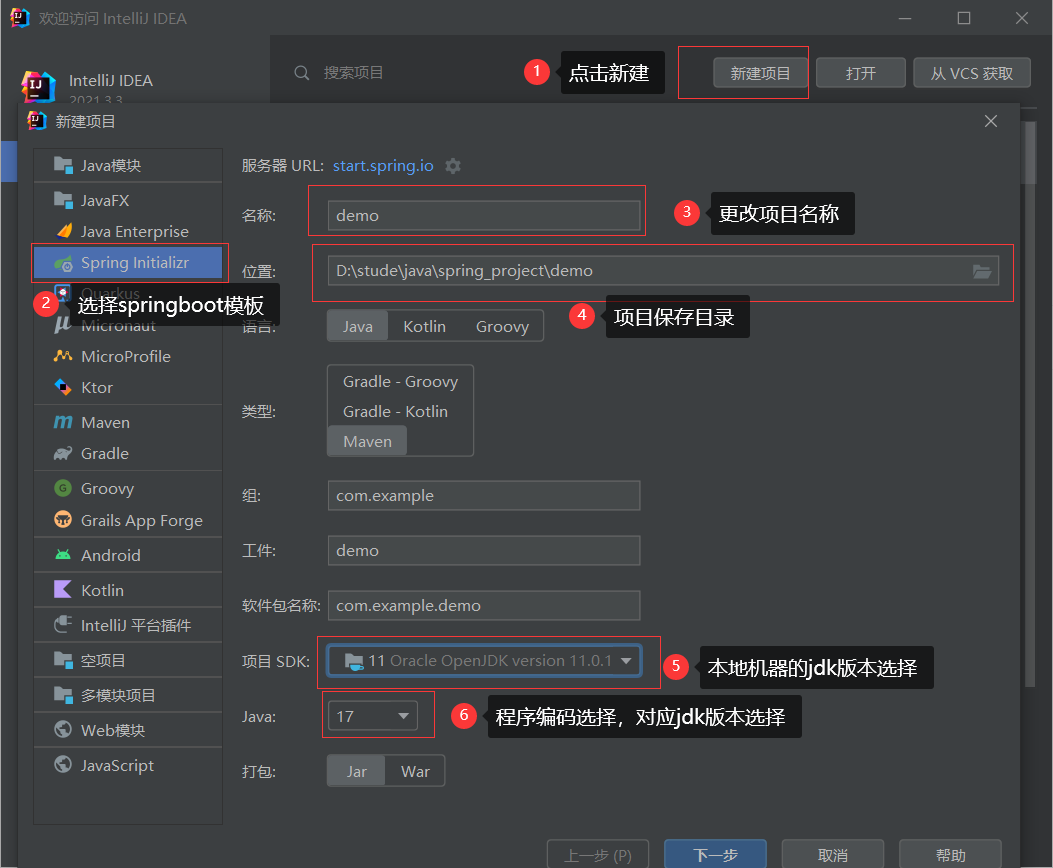 欢迎访问 IntelliJ IDEA
IntelliJ IDEA
2021.3.3
搜索项目
1 点击新建
新建项目
打开
从 VCS 获取
新建项目
Java模块
JavaFX
Java Enterprise
Spring Initializr
Quarkus
2 选择springboot模板
Micronaut
MicroProfile
Ktor
Maven
Gradle
Groovy
Grails App Forge
Android
Kotlin
IntelliJ 平台插件
空项目
多模块项目
Web模块
JavaScript
服务器 URL: start.spring.io
名称: demo
3 更改项目名称
位置: D:\stude\java\spring_project\demo
4 项目保存目录
语言: Java Kotlin Groovy
类型:
Gradle - Groovy
Gradle - Kotlin
Maven
组: com.example
工件: demo
软件包名称: com.example.demo
项目 SDK: 11 Oracle OpenJDK version 11.0.1
5 本地机器的jdk版本选择
Java: 17
6 程序编码选择，对应jdk版本选择
打包: Jar War
上一步 (P)
下一步
取消
帮助